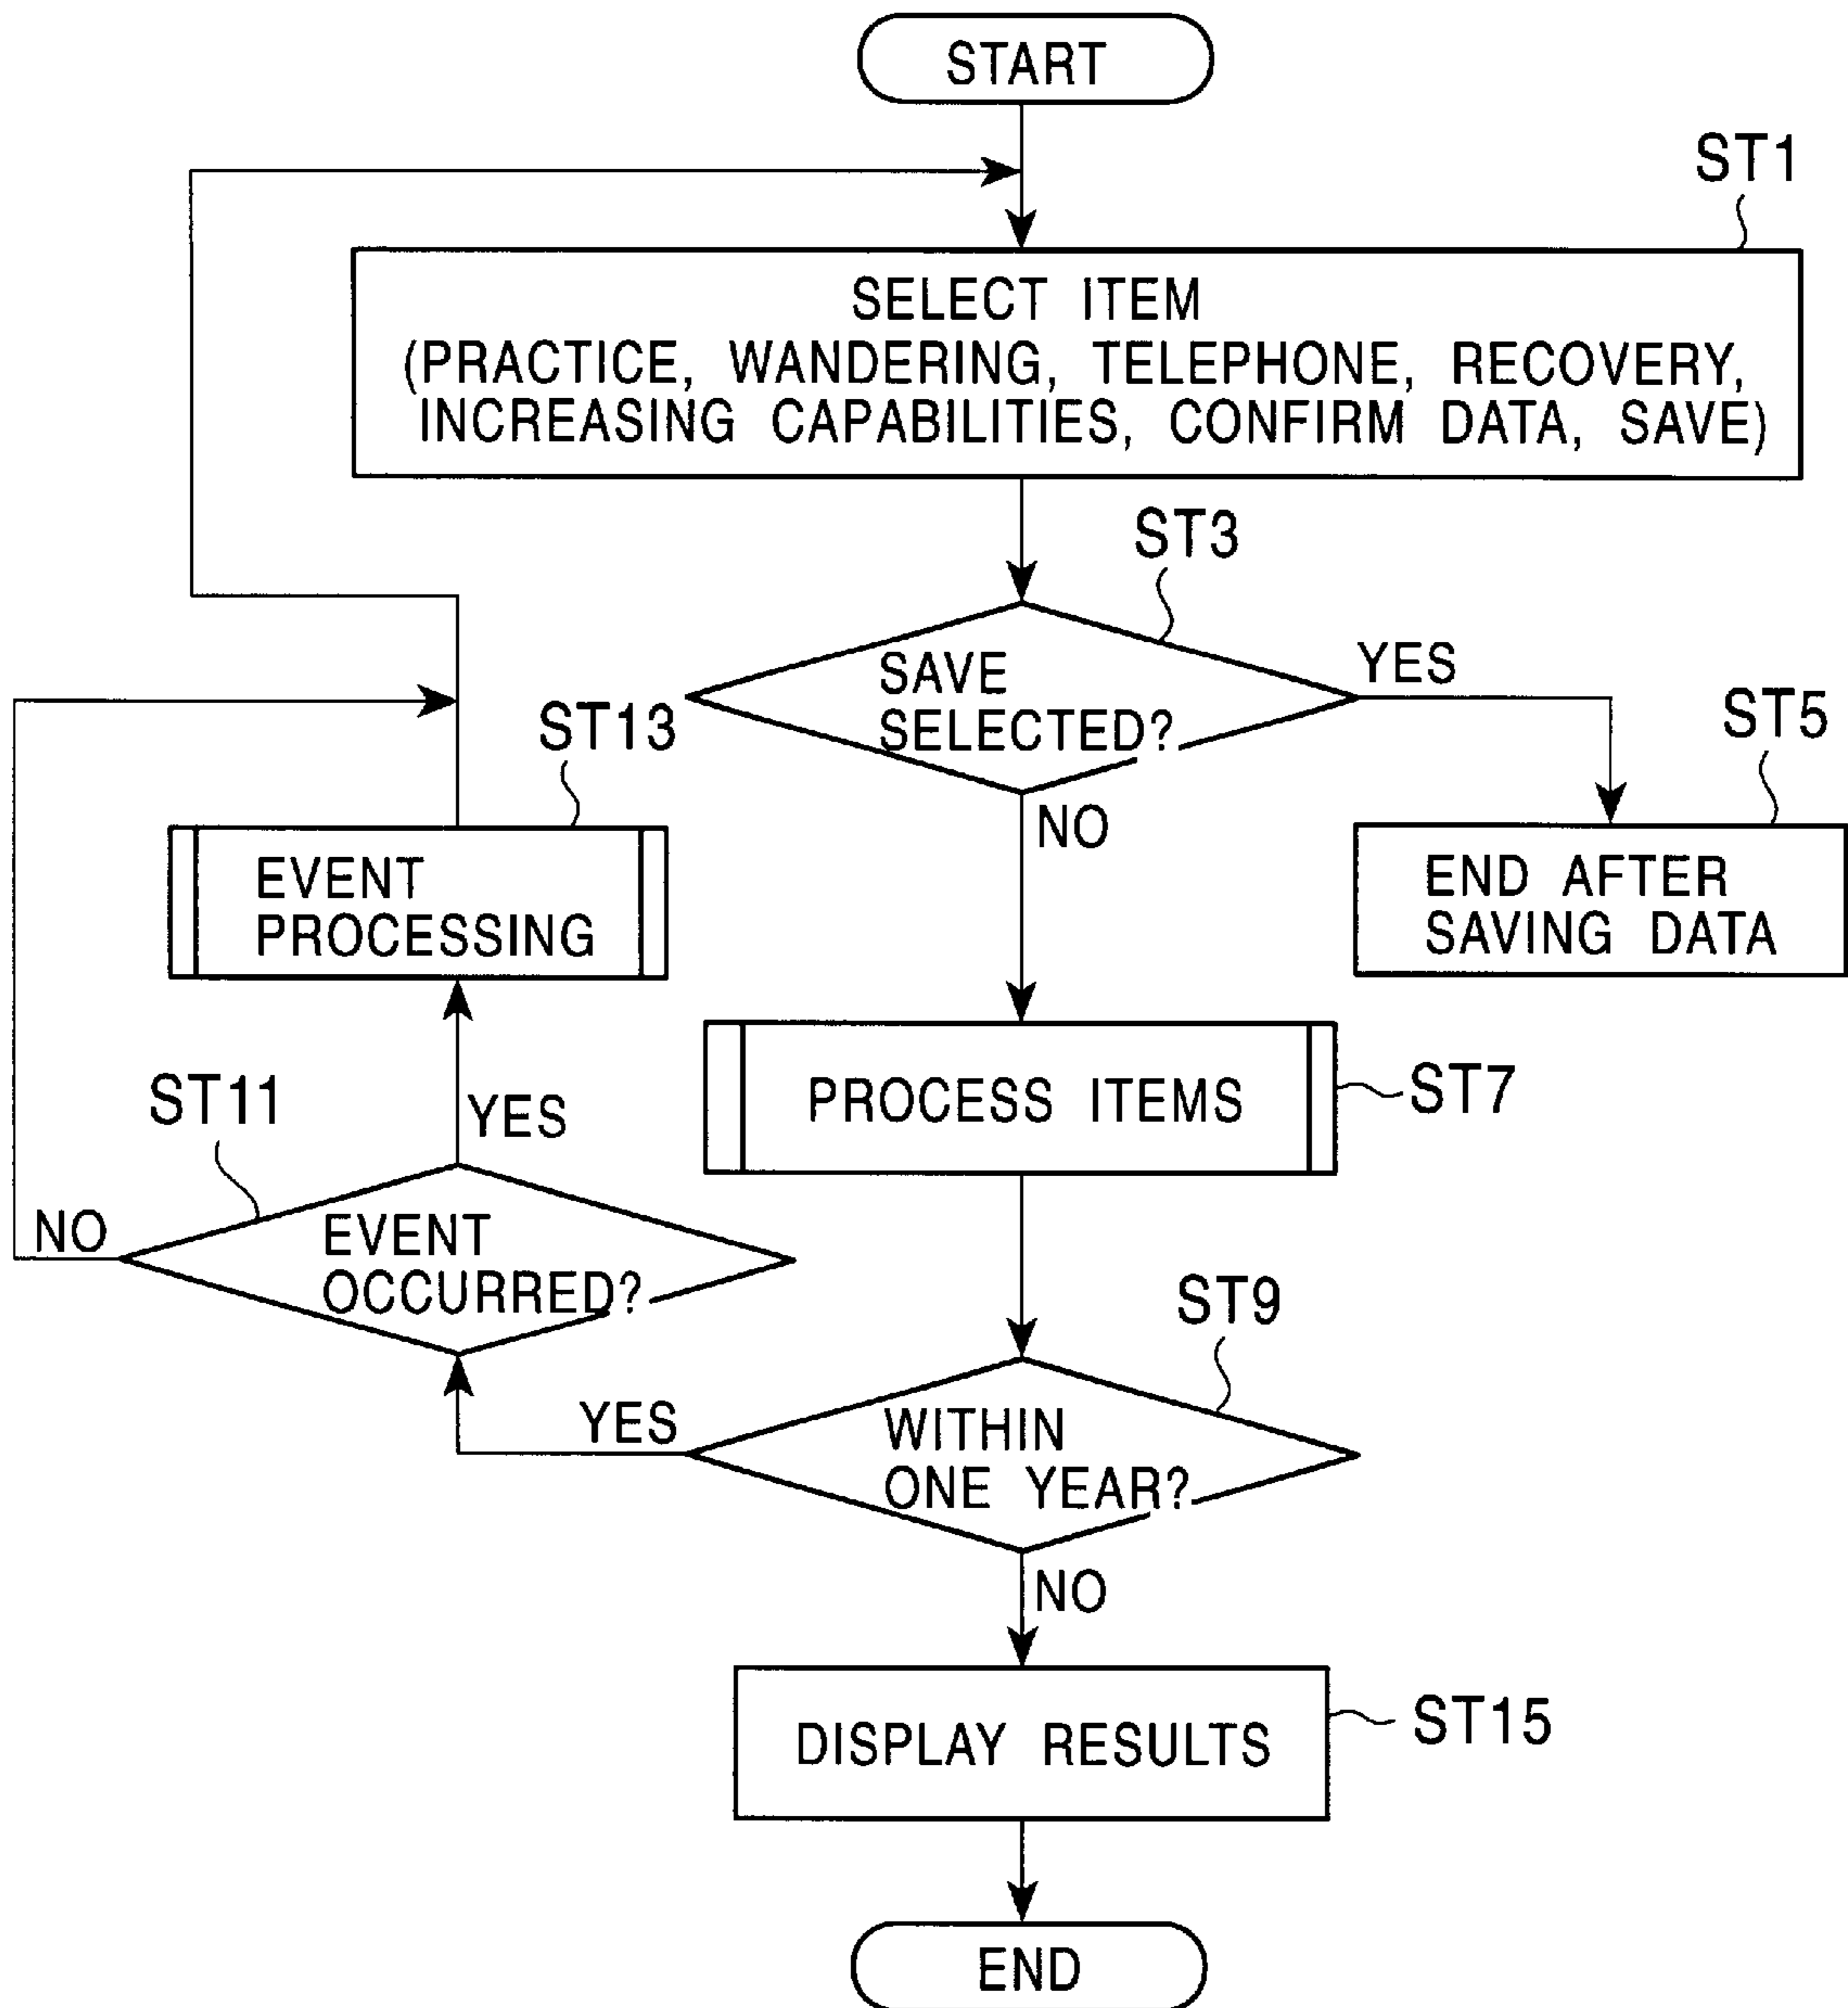 START
ST1
SELECT ITEM
(PRACTICE, WANDERING, TELEPHONE, RECOVERY,
INCREASING CAPABILITIES, CONFIRM DATA, SAVE)
ST3
SAVE
SELECTED?
YES
NO
ST5
END AFTER
SAVING DATA
ST13
EVENT
PROCESSING
PROCESS ITEMS
ST7
ST11
YES
NO
EVENT
OCCURRED?
ST9
YES
WITHIN
ONE YEAR?
NO
DISPLAY RESULTS
ST15
END